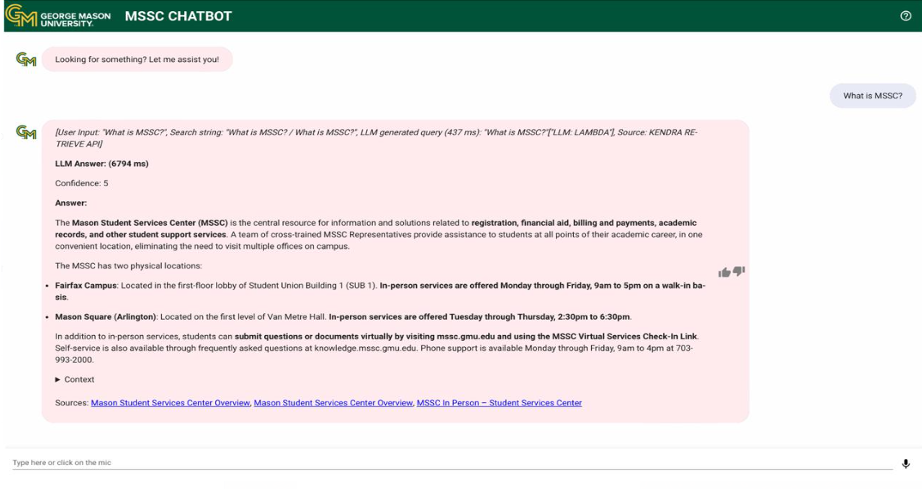 GEORGE MASON
UNIVERSITY.
MSSC CHATBOT
Looking for something? Let me assist you!
What is MSSC?
[User Input: "What is MSSC?", Search string: "What is MSSC? / What is MSSC?", LLM generated query (437 ms): "What is MSSC?"["LLM: LAMBDA"], Source: KENDRA RE-
TRIEVE API]
LLM Answer: (6794 ms)
Confidence: 5
Answer:
The Mason Student Services Center (MSSC) is the central resource for information and solutions related to registration, financial aid, billing and payments, academic
records, and other student support services. A team of cross-trained MSSC Representatives provide assistance to students at all points of their academic career, in one
convenient location, eliminating the need to visit multiple offices on campus.
The MSSC has two physical locations:
• Fairfax Campus: Located in the first-floor lobby of Student Union Building 1 (SUB 1). In-person services are offered Monday through Friday, 9am to 5pm on a walk-in ba-
sis.
• Mason Square (Arlington): Located on the first level of Van Metre Hall. In-person services are offered Tuesday through Thursday, 2:30pm to 6:30pm.
In addition to in-person services, students can submit questions or documents virtually by visiting mssc.gmu.edu and using the MSSC Virtual Services Check-In Link.
Self-service is also available through frequently asked questions at knowledge.mssc.gmu.edu. Phone support is available Monday through Friday, 9am to 4pm at 703-
993-2000.
► Context
Sources: Mason Student Services Center Overview, Mason Student Services Center Overview, MSSC In Person – Student Services Center
Type here or click on the mic